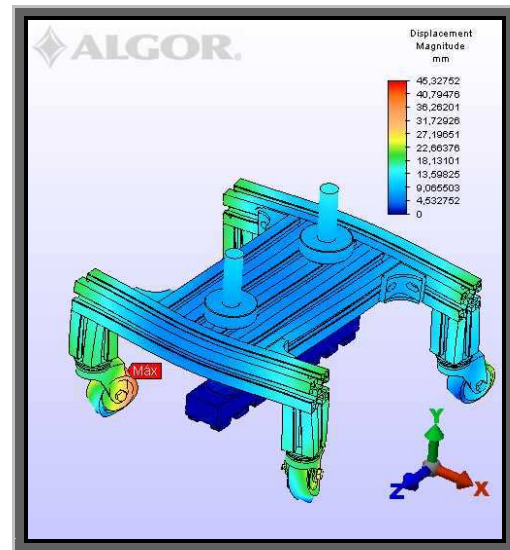 ALGOR.
Displacement
Magnitude
mm
45,32752
40,79476
36,26201
31,72926
27,19651
22,66376
18,13101
13,59825
9,065503
4,532752
0
Máx
Y
Z
X